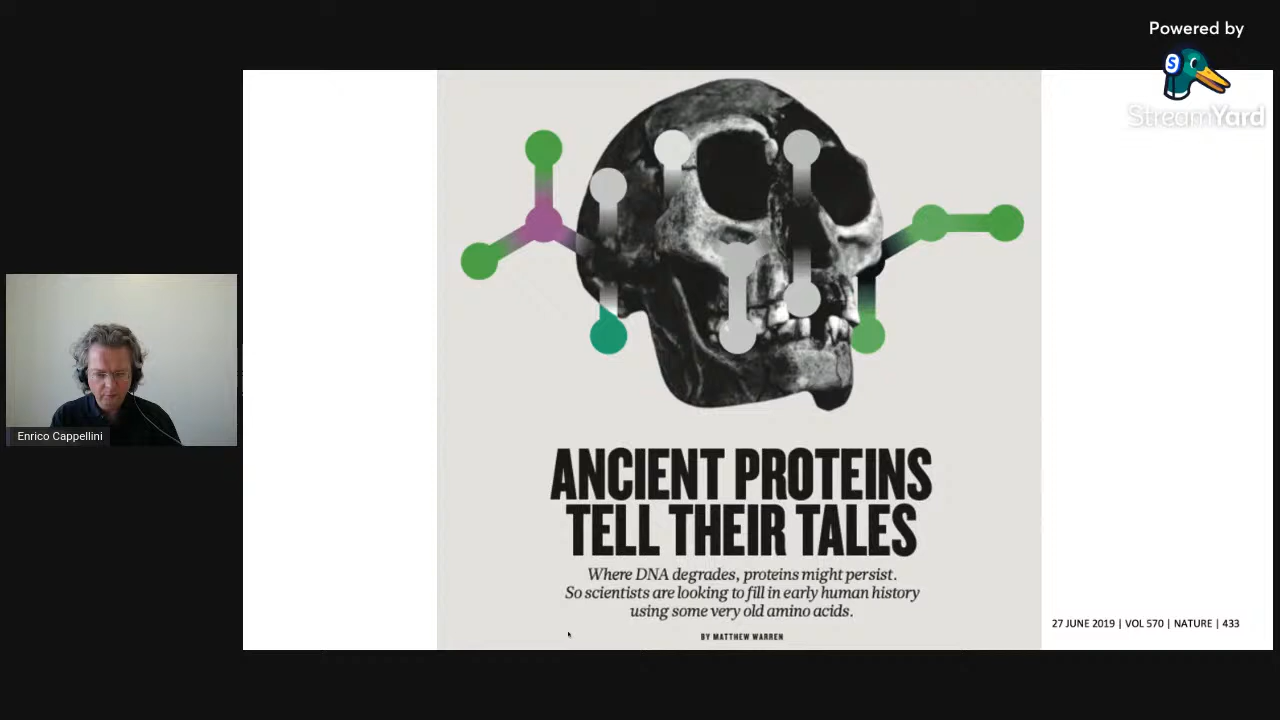 Powered by
S
StreamYard
Enrico Cappellini
ANCIENT PROTEINS
TELL THEIR TALES
Where DNA degrades, proteins might persist.
So scientists are looking to fill in early human history
using some very old amino acids.
BY MATTHEW WARREN
27 JUNE 2019 | VOL 570 | NATURE | 433